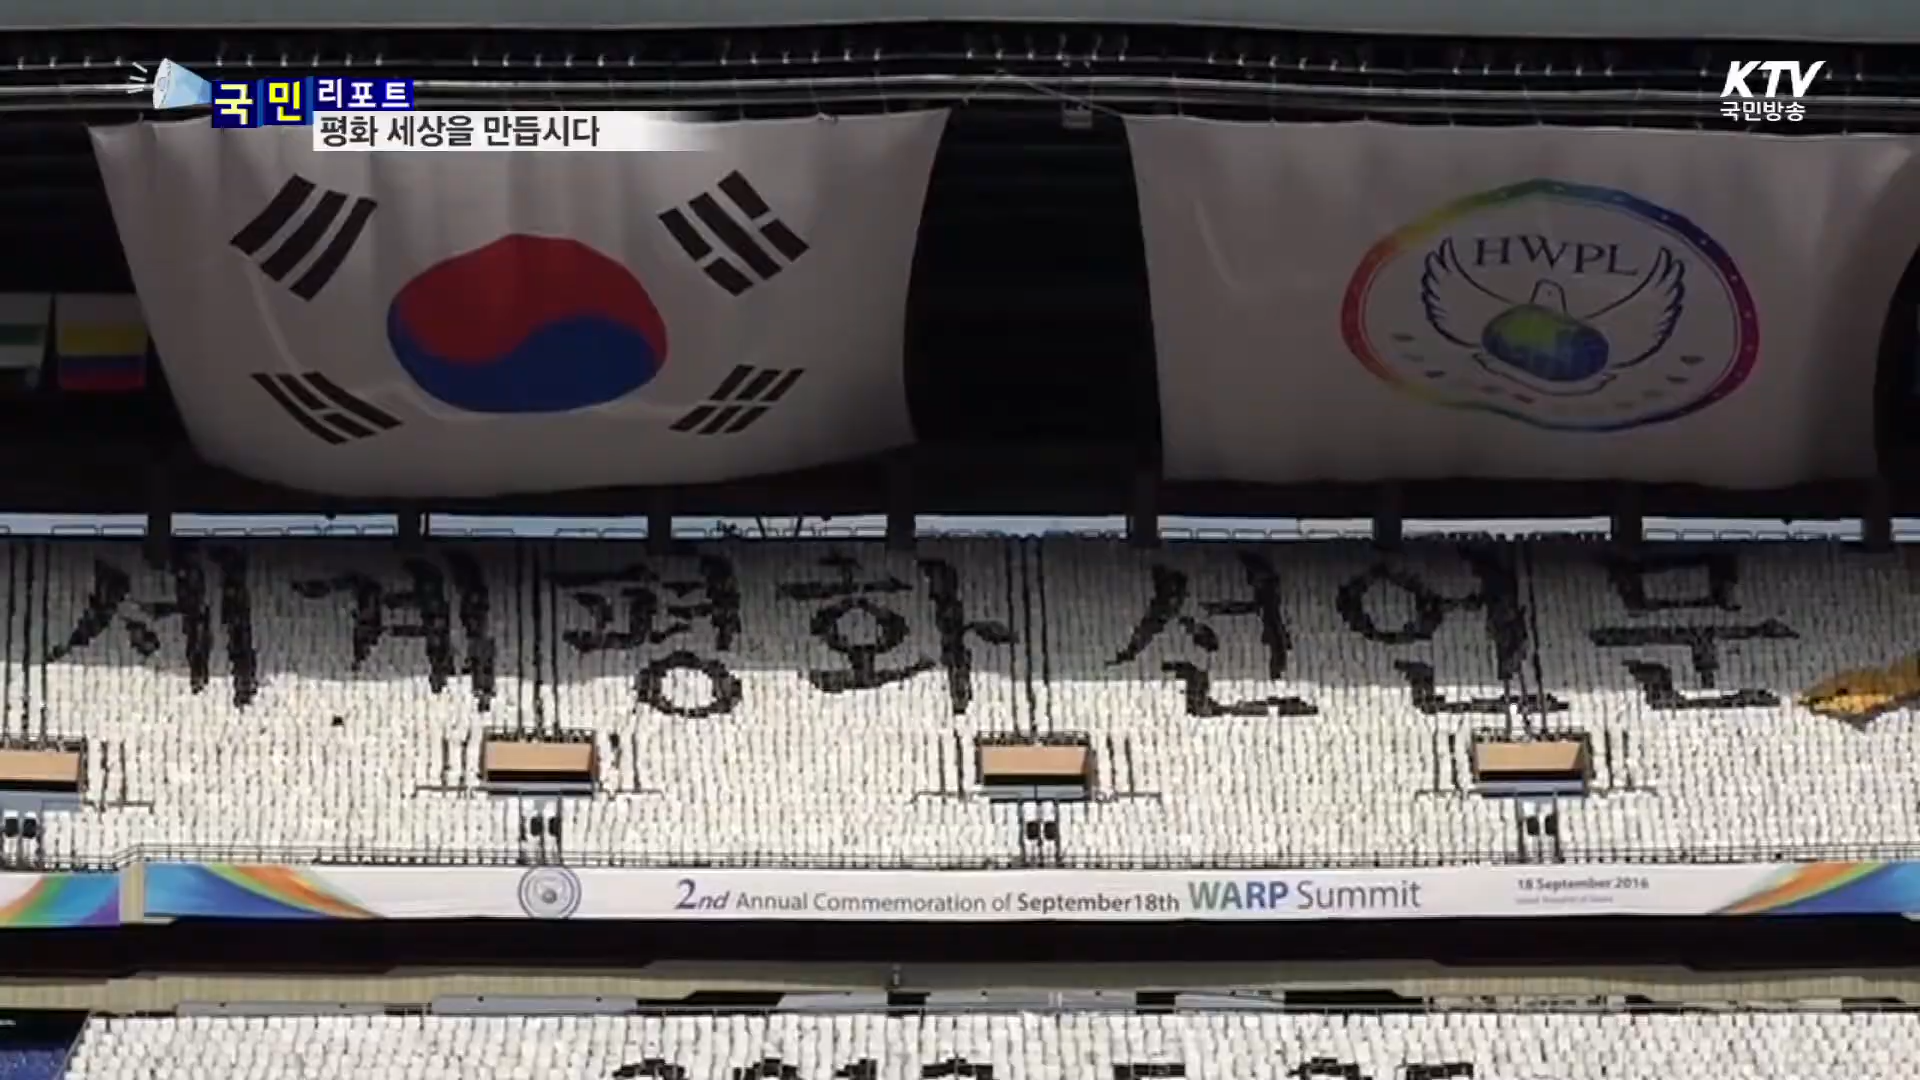 국민 리포트
평화 세상을 만듭시다
KTV
국민방송
HWPL
세계평화 선언문
2nd Annual Commemoration of September18th WARP Summit
18 September 2016